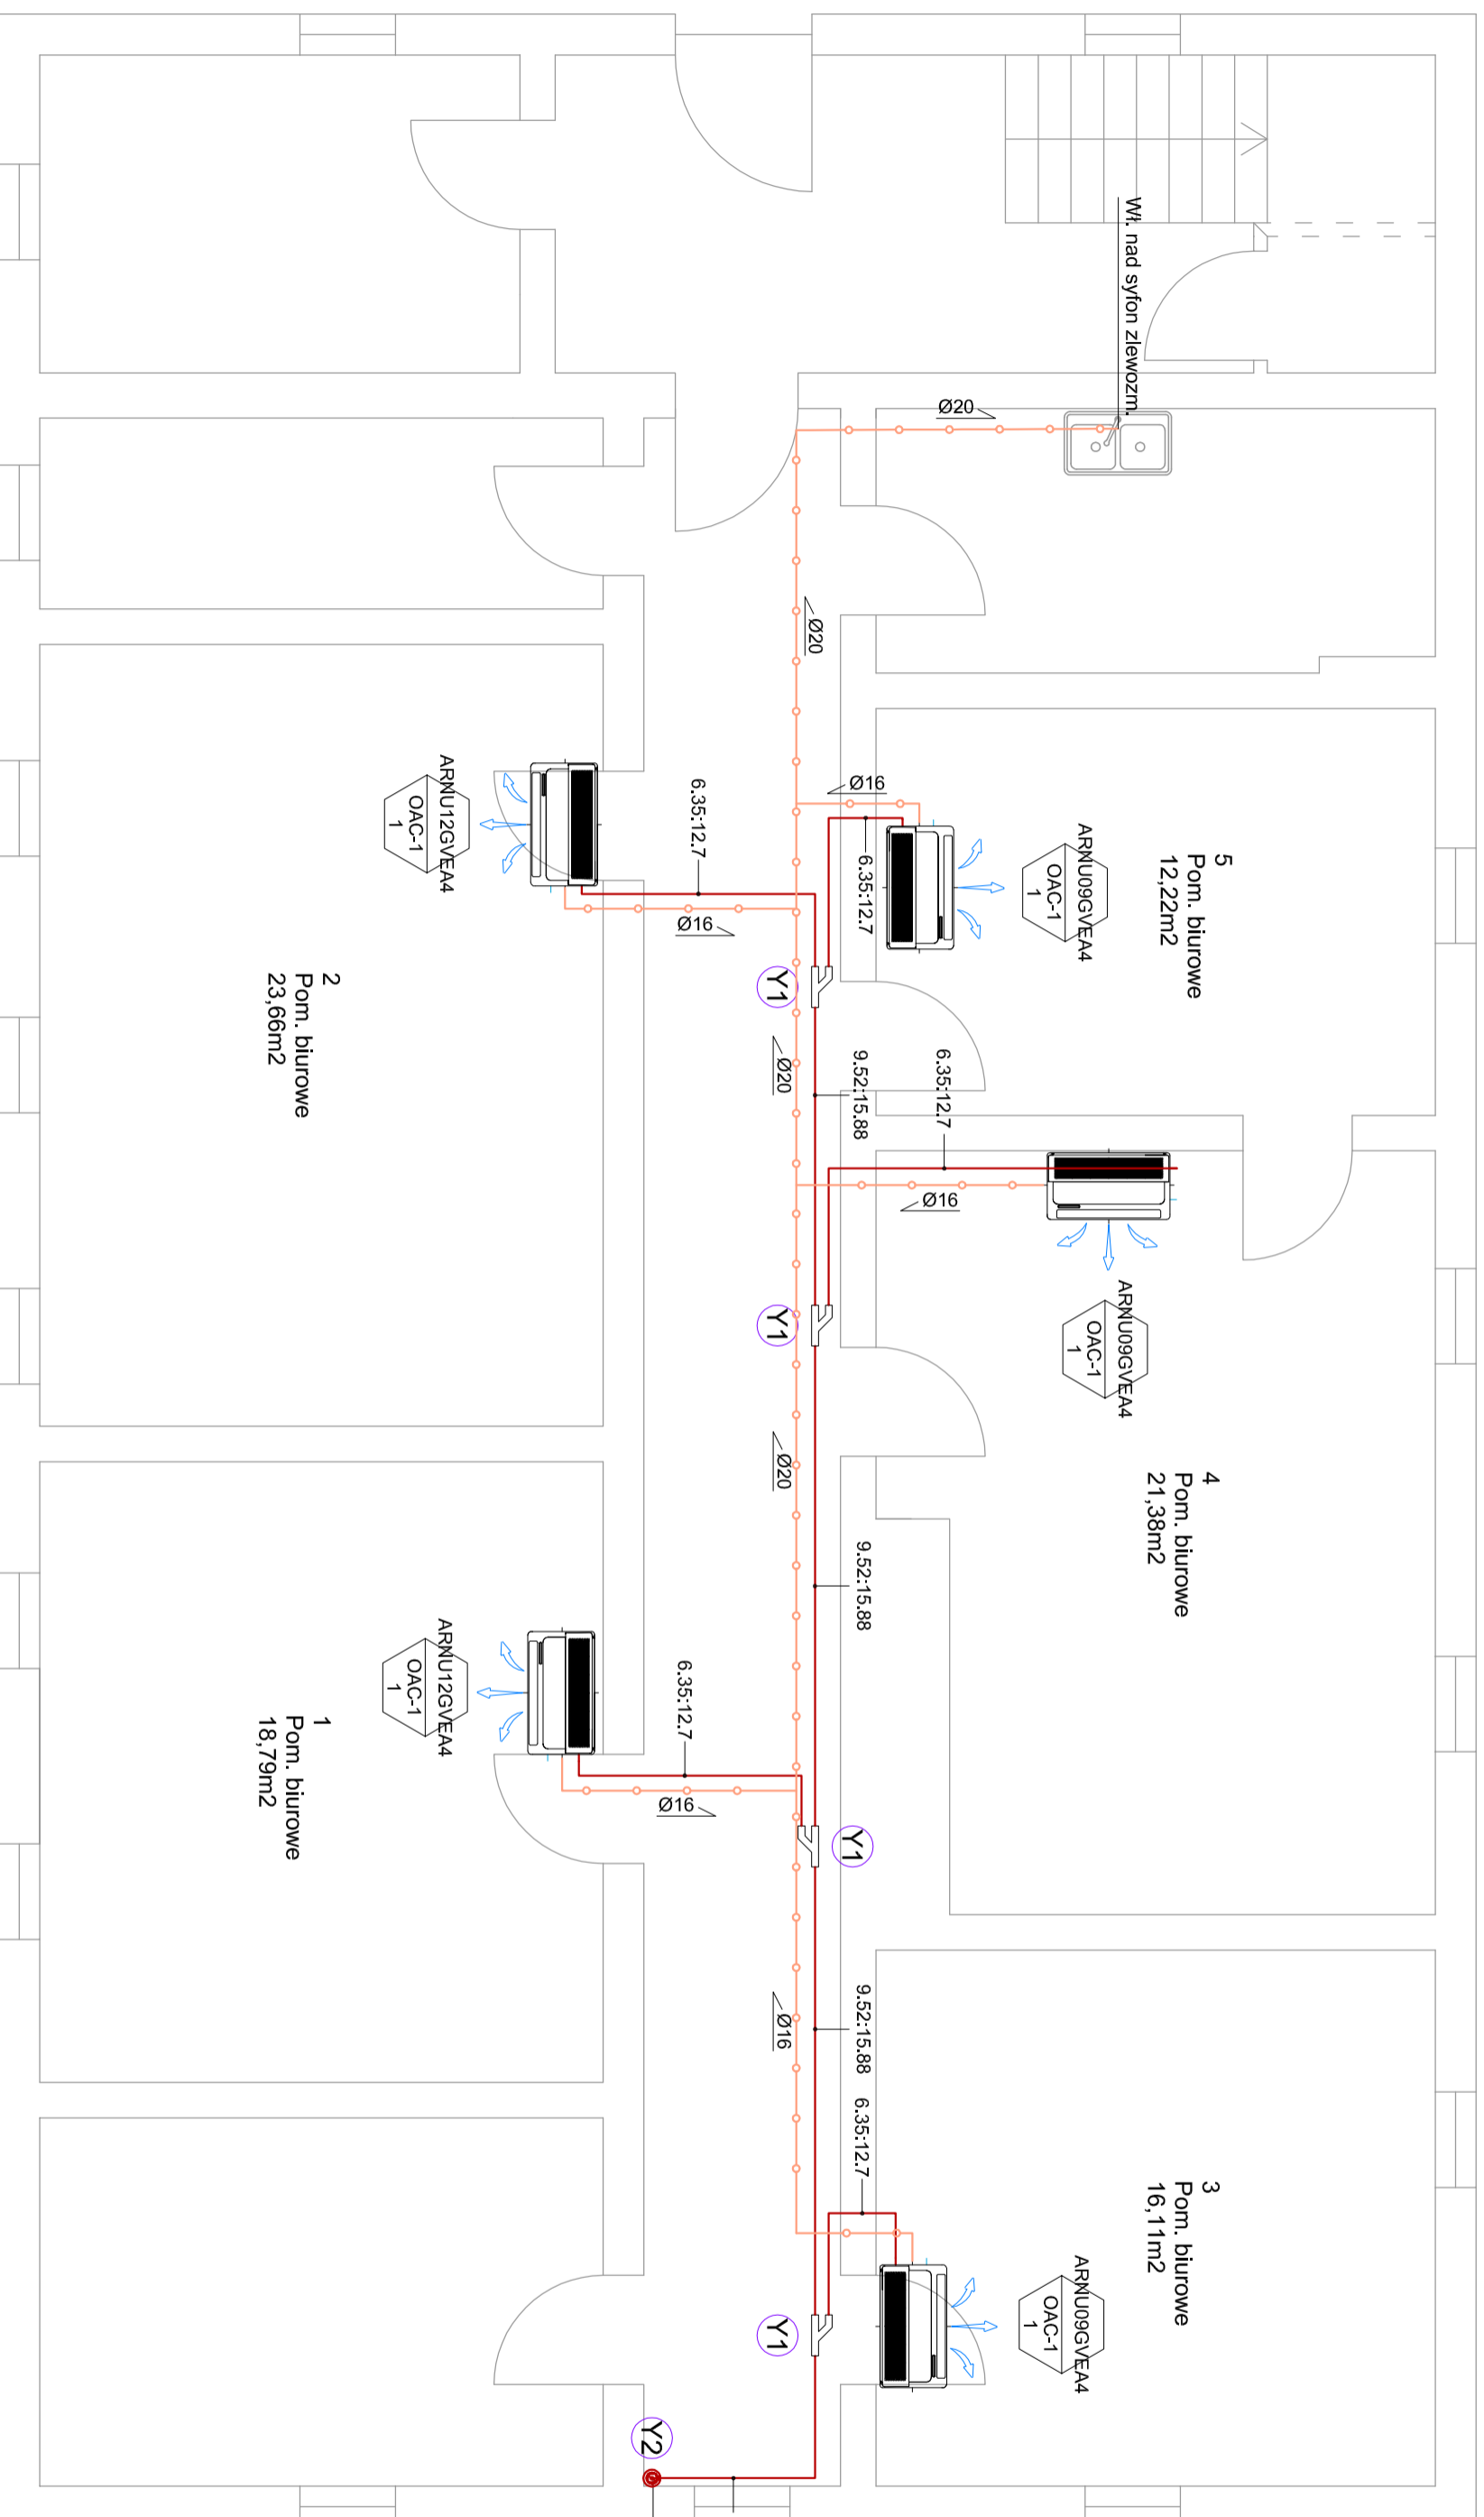 Wł. nad syfon zlewozm.
Ø20
Ø20
Ø16
6.35:12.7
5
Pom. biurowe
12,22m2
ARNU09GVEA4
OAC-1
1
ARNU12GVEA4
OAC-1
1
6.35:12.7
Ø16
Y1
2
Pom. biurowe
23,66m2
Ø20
9.52:15.88
6.35:12.7
Ø16
Y1
ARNU09GVEA4
OAC-1
1
4
Pom. biurowe
21,38m2
Ø20
9.52:15.88
ARNU12GVEA4
OAC-1
1
6.35:12.7
Ø16
Y1
1
Pom. biurowe
18,79m2
Ø16
9.52:15.88
6.35:12.7
3
Pom. biurowe
16,11m2
ARNU09GVEA4
OAC-1
1
Y1
Y2